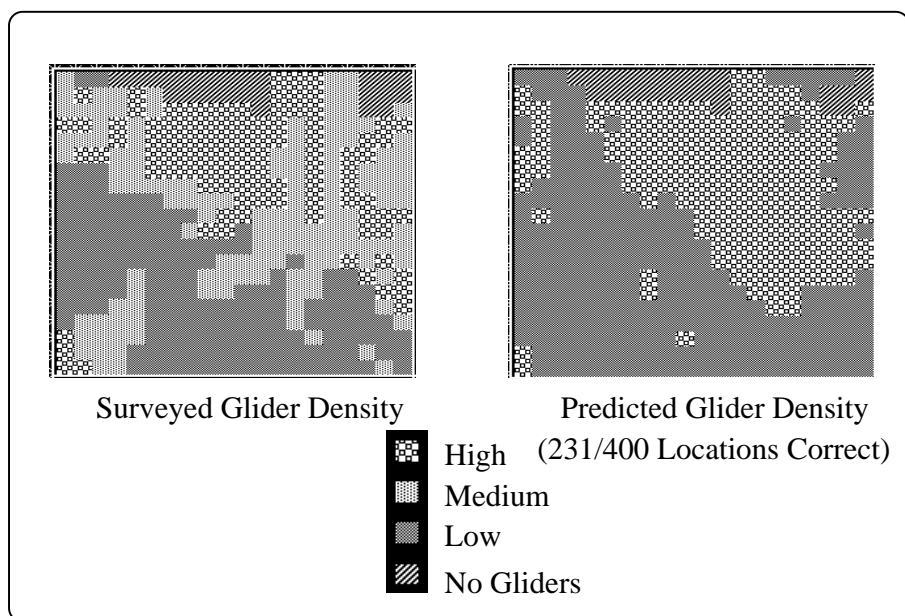 Surveyed Glider Density
Predicted Glider Density
(231/400 Locations Correct)
High
Medium
Low
No Gliders